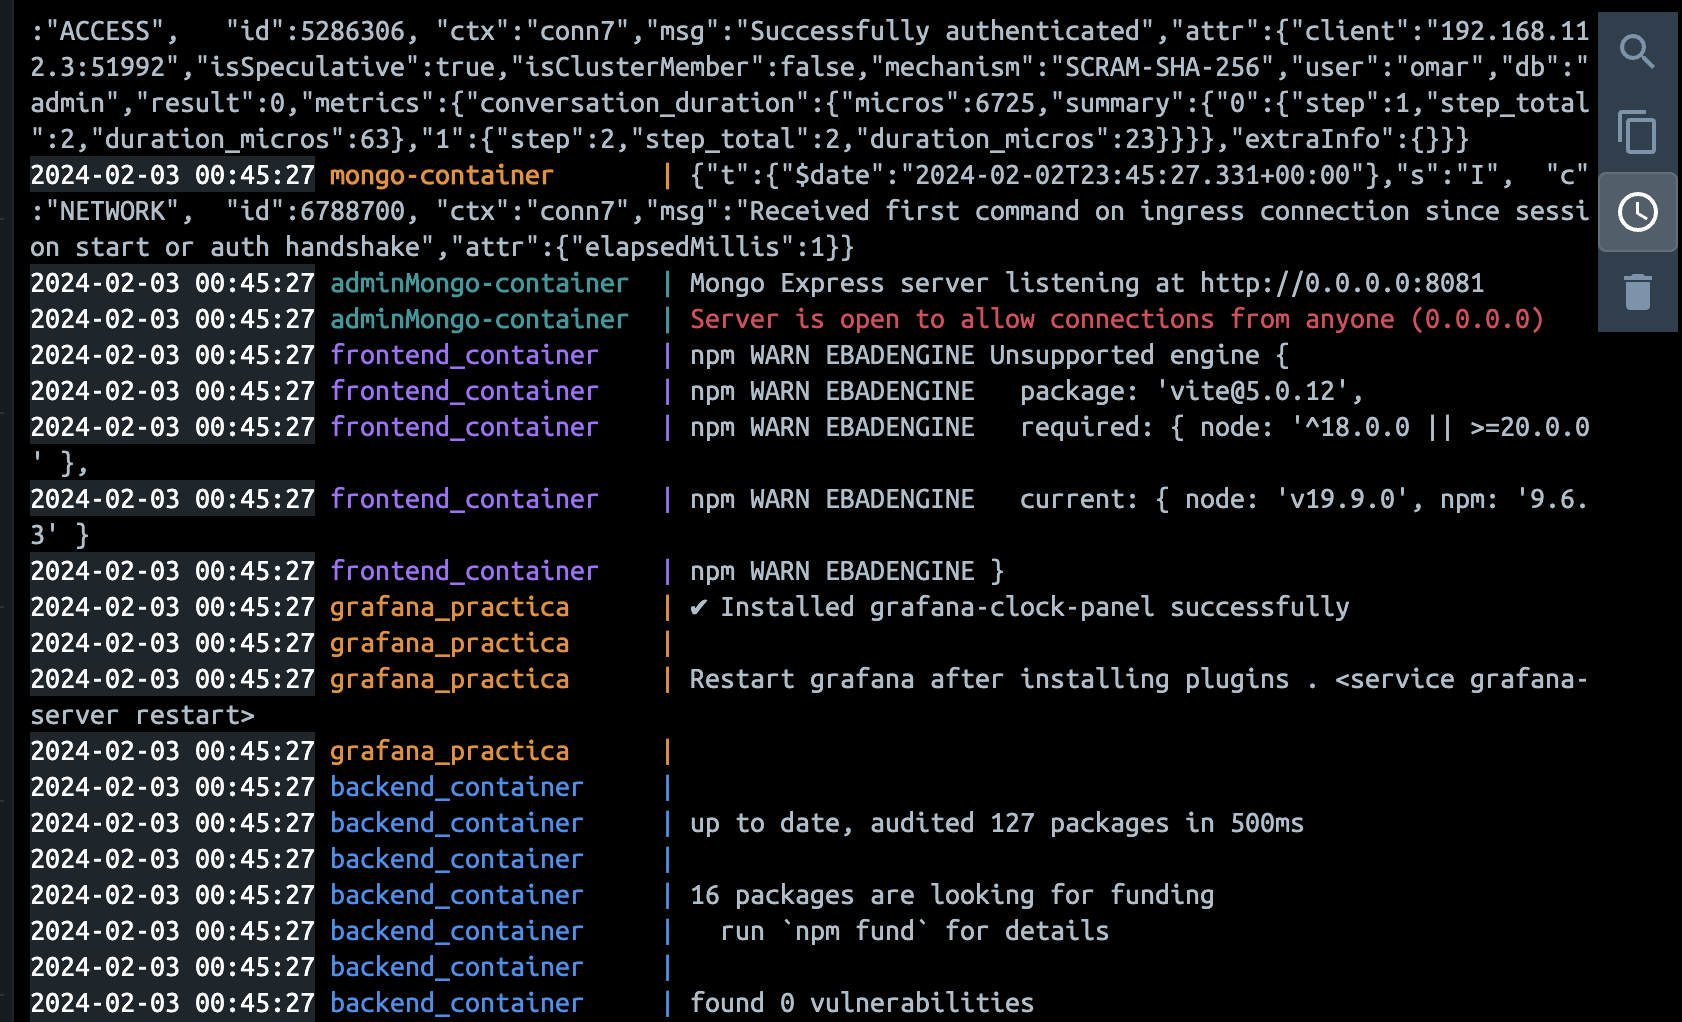 :"ACCESS",   "id":5286306, "ctx":"conn7","msg":"Successfully authenticated","attr":{"client":"192.168.11
2.3:51992","isSpeculative":true,"isClusterMember":false,"mechanism":"SCRAM-SHA-256","user":"omar","db":"
admin","result":0,"metrics":{"conversation_duration":{"micros":6725,"summary":{"0":{"step":1,"step_total
":2,"duration_micros":63},"1":{"step":2,"step_total":2,"duration_micros":23}}}},"extraInfo":{}}}
2024-02-03 00:45:27 mongo-container       | {"t":{"$date":"2024-02-02T23:45:27.331+00:00"},"s":"I",  "c"
:"NETWORK",  "id":6788700, "ctx":"conn7","msg":"Received first command on ingress connection since sessi
on start or auth handshake","attr":{"elapsedMillis":1}}
2024-02-03 00:45:27 adminMongo-container  | Mongo Express server listening at http://0.0.0.0:8081
2024-02-03 00:45:27 adminMongo-container  | Server is open to allow connections from anyone (0.0.0.0)
2024-02-03 00:45:27 frontend_container    | npm WARN EBADENGINE Unsupported engine {
2024-02-03 00:45:27 frontend_container    | npm WARN EBADENGINE   package: 'vite@5.0.12',
2024-02-03 00:45:27 frontend_container    | npm WARN EBADENGINE   required: { node: '^18.0.0 || >=20.0.0
' },
2024-02-03 00:45:27 frontend_container    | npm WARN EBADENGINE   current: { node: 'v19.9.0', npm: '9.6.
3' }
2024-02-03 00:45:27 frontend_container    | npm WARN EBADENGINE }
2024-02-03 00:45:27 grafana_practica      | ✔ Installed grafana-clock-panel successfully
2024-02-03 00:45:27 grafana_practica      |
2024-02-03 00:45:27 grafana_practica      | Restart grafana after installing plugins . <service grafana-
server restart>
2024-02-03 00:45:27 grafana_practica      |
2024-02-03 00:45:27 backend_container     |
2024-02-03 00:45:27 backend_container     | up to date, audited 127 packages in 500ms
2024-02-03 00:45:27 backend_container     |
2024-02-03 00:45:27 backend_container     | 16 packages are looking for funding
2024-02-03 00:45:27 backend_container     |   run `npm fund` for details
2024-02-03 00:45:27 backend_container     |
2024-02-03 00:45:27 backend_container     | found 0 vulnerabilities